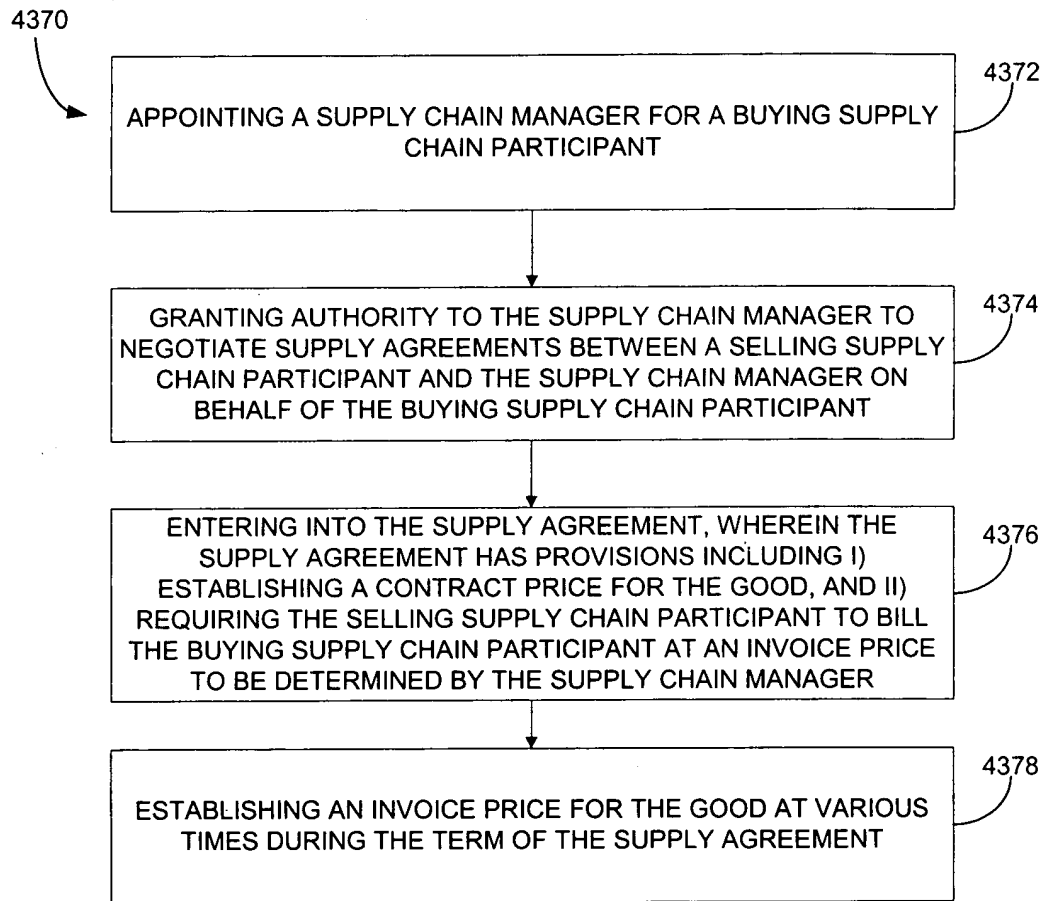 4370
4372
APPOINTING A SUPPLY CHAIN MANAGER FOR A BUYING SUPPLY
CHAIN PARTICIPANT
4374
GRANTING AUTHORITY TO THE SUPPLY CHAIN MANAGER TO
NEGOTIATE SUPPLY AGREEMENTS BETWEEN A SELLING SUPPLY
CHAIN PARTICIPANT AND THE SUPPLY CHAIN MANAGER ON
BEHALF OF THE BUYING SUPPLY CHAIN PARTICIPANT
4376
ENTERING INTO THE SUPPLY AGREEMENT, WHEREIN THE
SUPPLY AGREEMENT HAS PROVISIONS INCLUDING I)
ESTABLISHING A CONTRACT PRICE FOR THE GOOD, AND II)
REQUIRING THE SELLING SUPPLY CHAIN PARTICIPANT TO BILL
THE BUYING SUPPLY CHAIN PARTICIPANT AT AN INVOICE PRICE
TO BE DETERMINED BY THE SUPPLY CHAIN MANAGER
4378
ESTABLISHING AN INVOICE PRICE FOR THE GOOD AT VARIOUS
TIMES DURING THE TERM OF THE SUPPLY AGREEMENT